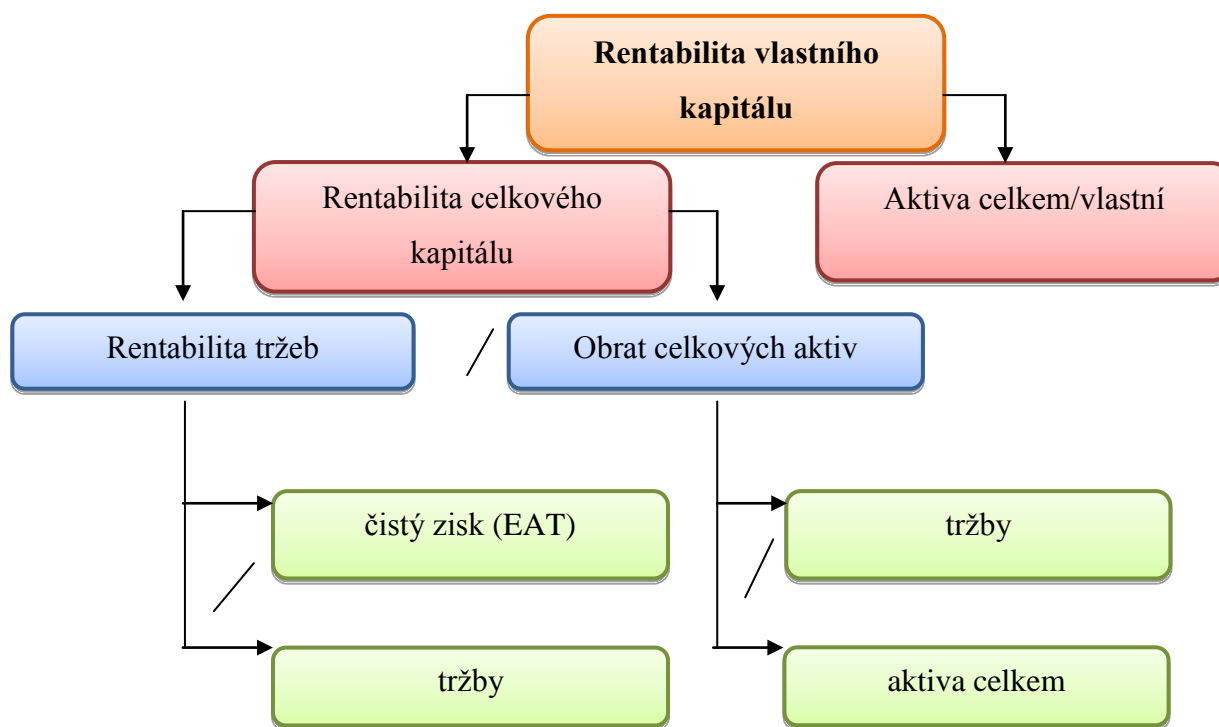 Rentabilita vlastního
kapitálu
Rentabilita celkového
kapitálu
Aktiva celkem/vlastní
Rentabilita tržeb
/
Obrat celkových aktiv
čistý zisk (EAT)
tržby
/
/
tržby
aktiva celkem